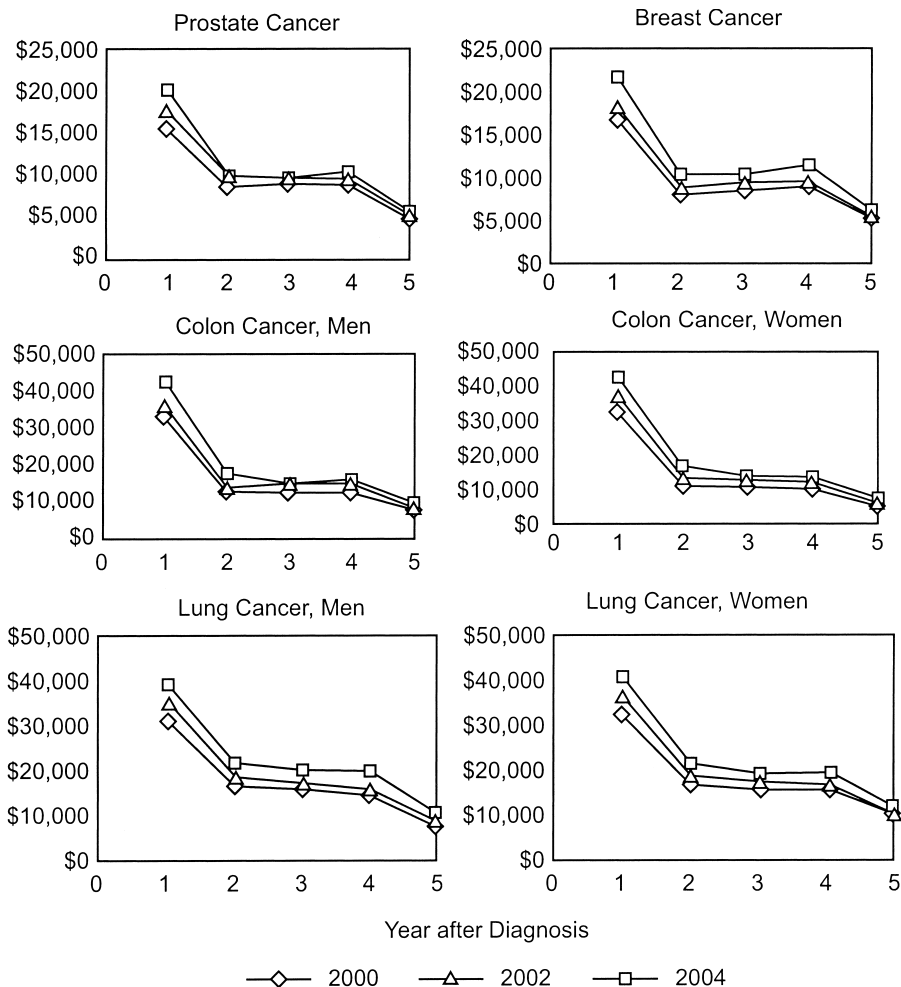 Prostate Cancer
$25,000
$20,000
$15,000
$10,000
$5,000
$0
0 1 2 3 4 5
Breast Cancer
$25,000
$20,000
$15,000
$10,000
$5,000
$0
0 1 2 3 4 5
Colon Cancer, Men
$50,000
$40,000
$30,000
$20,000
$10,000
$0
0 1 2 3 4 5
Colon Cancer, Women
$50,000
$40,000
$30,000
$20,000
$10,000
$0
0 1 2 3 4 5
Lung Cancer, Men
$50,000
$40,000
$30,000
$20,000
$10,000
$0
0 1 2 3 4 5
Lung Cancer, Women
$50,000
$40,000
$30,000
$20,000
$10,000
$0
0 1 2 3 4 5
Year after Diagnosis
2000 2002 2004